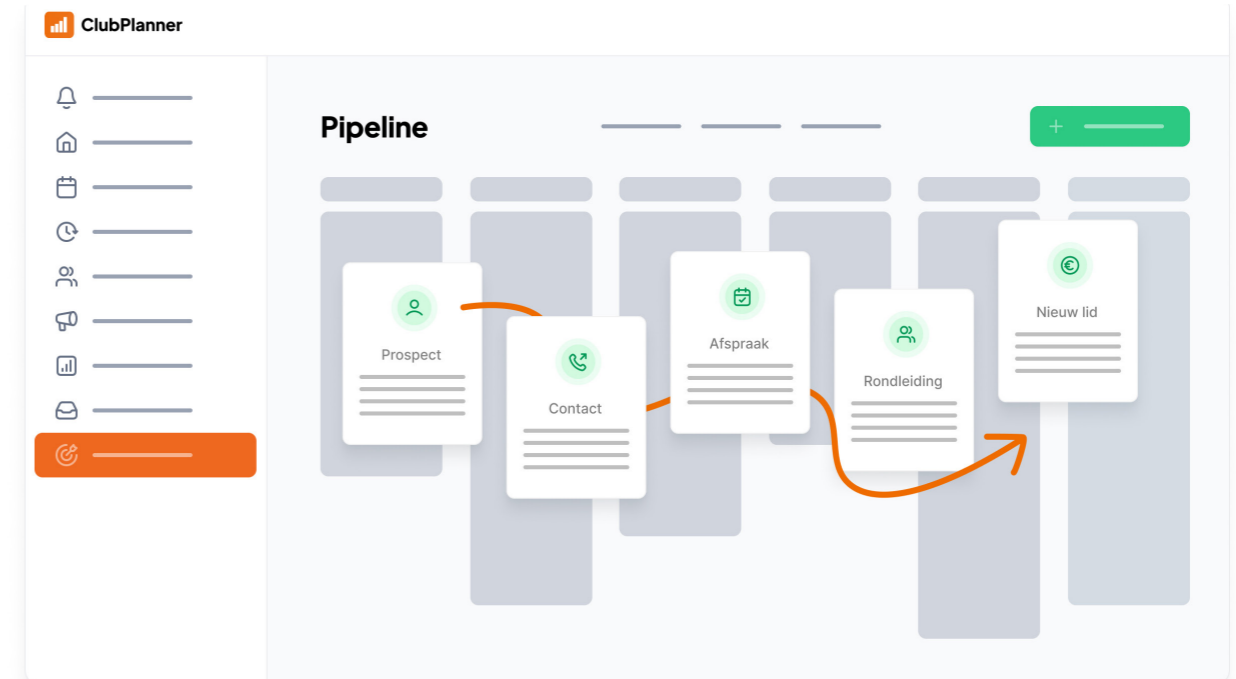 ClubPlanner
Pipeline
Prospect
Contact
Afspraak
Rondleiding
Nieuw lid